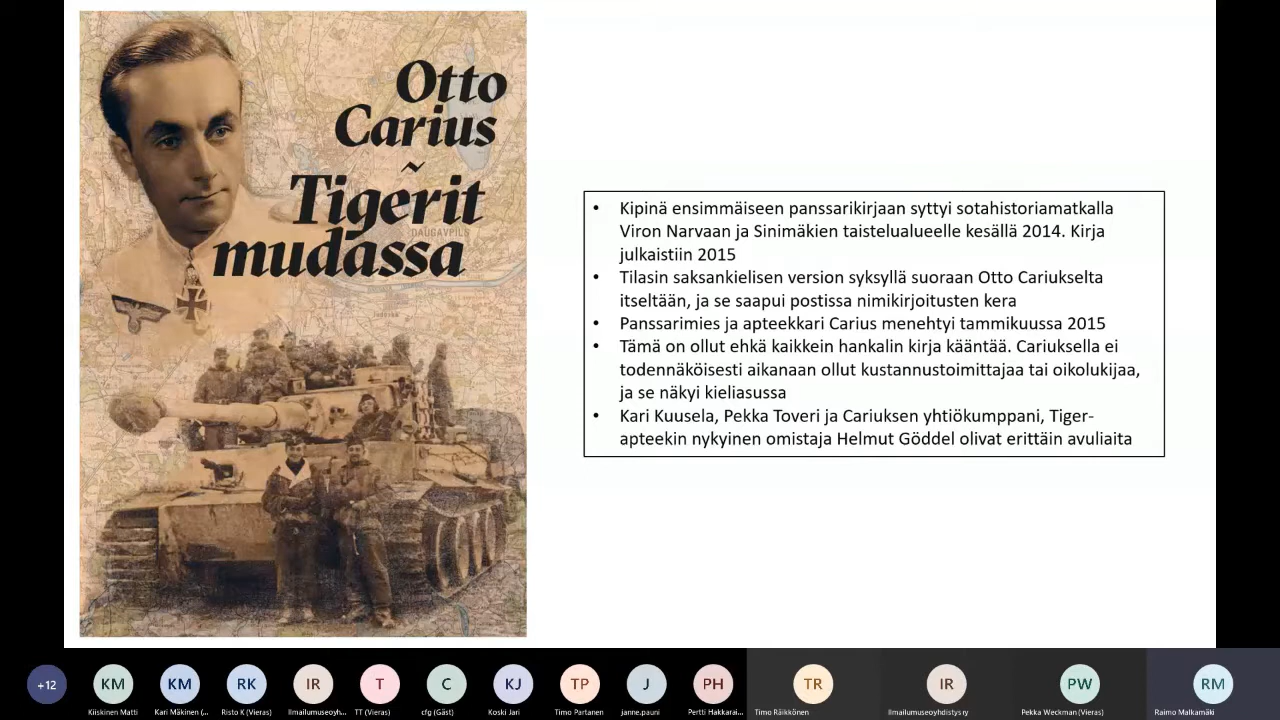 Otto
Carius
Tigerit
mudassa
DAUGAVPILS
• Kipinä ensimmäiseen panssarikirjaan syttyi sotahistoriamatkalla
Viron Narvaan ja Sinimäkien taistelualueelle kesällä 2014. Kirja
julkaistiin 2015
• Tilasin saksankielisen version syksyllä suoraan Otto Cariukselta
itseltään, ja se saapui postissa nimikirjoitusten kera
• Panssarimies ja apteekkari Carius menehtyi tammikuussa 2015
• Tämä on ollut ehkä kaikkein hankalin kirja kääntää. Cariuksella ei
todennäköisesti aikanaan ollut kustannustoimittajaa tai oikolukijaa,
ja se näkyi kieliasussa
• Kari Kuusela, Pekka Toveri ja Cariuksen yhtiökumppani, Tiger-
apteekin nykyinen omistaja Helmut Göddel olivat erittäin avuliaita
+12 KM KM RK IR T C KJ TP J PH TR IR PW RM
Kiiskinen Matti Kari Mäkinen (... Risto K (Vieras) Ilmailumuseoyh... TT (Vieras) cfg (Gäst) Koski Jari Timo Partanen janne.pauni Pertti Hakkarai... Timo Räikkönen Ilmailumuseoyhdistys ry Pekka Weckman (Vieras) Raimo Malkamäki